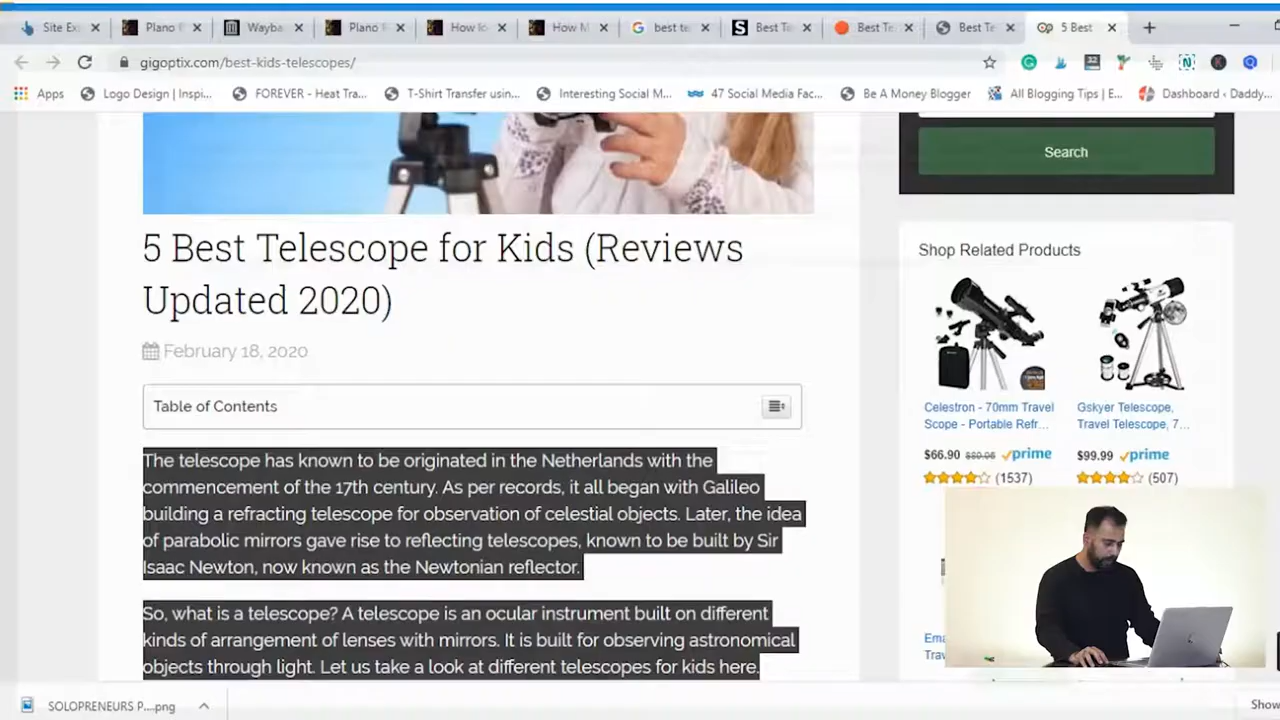 Site Ex
Plano
Wayba
Plano
How lo
How M
best te
Best Te
Best Te
Best Te
5 Best
gigoptix.com/best-kids-telescopes/
Apps
Logo Design | Inspi...
FOREVER - Heat Tra...
T-Shirt Transfer usin...
Interesting Social M...
47 Social Media Fac...
Be A Money Blogger
All Blogging Tips | E...
Dashboard ‹ Daddy...
Search
5 Best Telescope for Kids (Reviews
Updated 2020)
February 18, 2020
Table of Contents
The telescope has known to be originated in the Netherlands with the
commencement of the 17th century. As per records, it all began with Galileo
building a refracting telescope for observation of celestial objects. Later, the idea
of parabolic mirrors gave rise to reflecting telescopes, known to be built by Sir
Isaac Newton, now known as the Newtonian reflector.
So, what is a telescope? A telescope is an ocular instrument built on different
kinds of arrangement of lenses with mirrors. It is built for observing astronomical
objects through light. Let us take a look at different telescopes for kids here.
Shop Related Products
Celestron - 70mm Travel
Scope - Portable Refr...
$66.90 $80.06 prime
(1537)
Gskyer Telescope,
Travel Telescope, 7...
$99.99 prime
(507)
Ema
Trav
SOLOPRENEURS P....png
Show